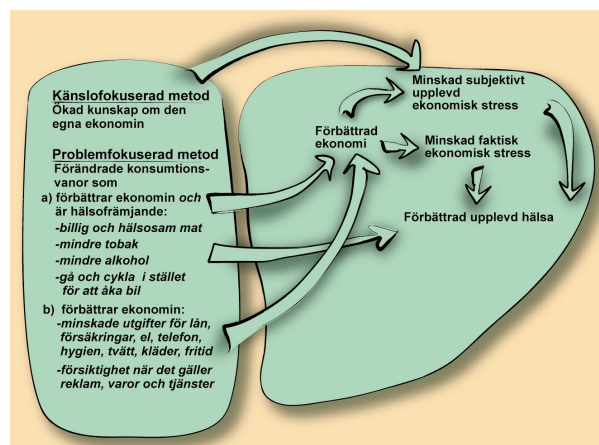 Känslofokuserad metod
Ökad kunskap om den
egna ekonomin
Problemfokuserad metod
Förändrade konsumtions-
vanor som
a) förbättrar ekonomin och
är hälsofrämjande:
-billig och hälsosam mat
-mindre tobak
-mindre alkohol
-gå och cykla i stället
för att åka bil
b) förbättrar ekonomin:
-minskade utgifter för lån,
försäkringar, el, telefon,
hygien, tvätt, kläder, fritid
-försiktighet när det gäller
reklam, varor och tjänster
Förbättrad
ekonomi
Minskad subjektivt
upplevd
ekonomisk stress
Minskad faktisk
ekonomisk stress
Förbättrad upplevd hälsa